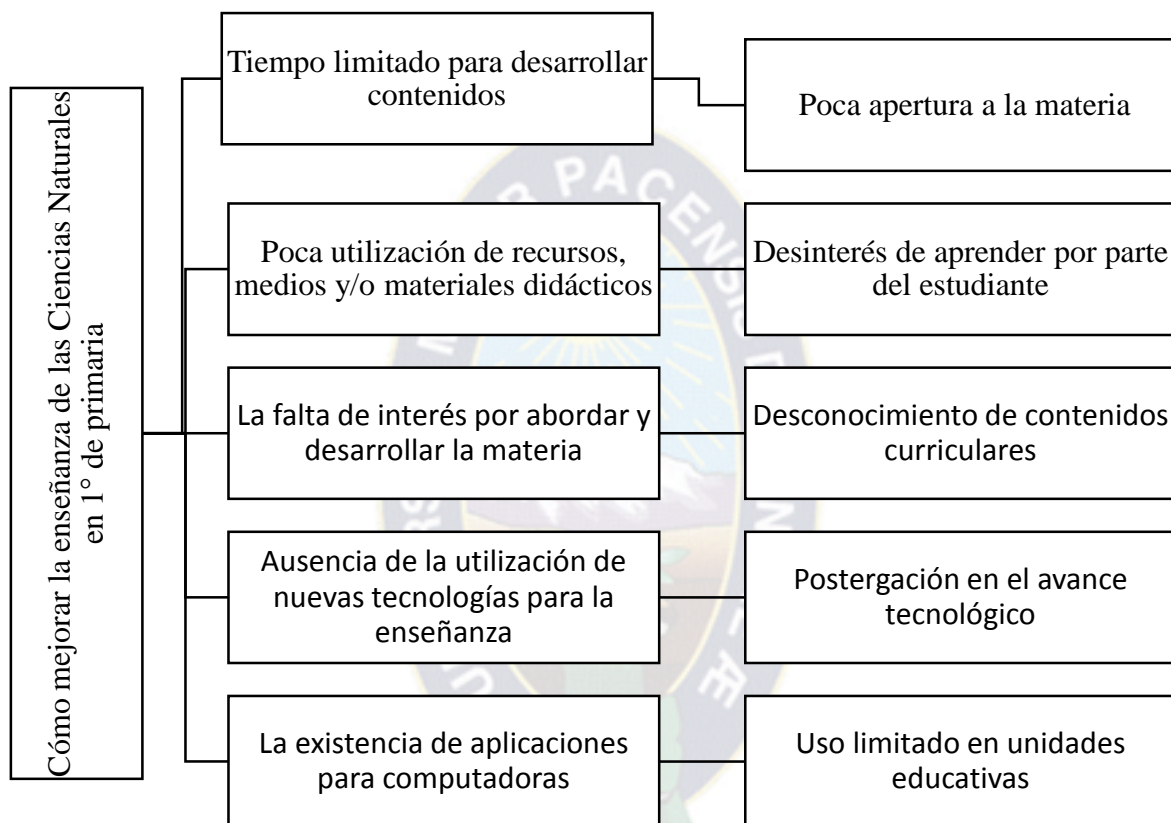 Cómo mejorar la enseñanza de las Ciencias Naturales
en 1° de primaria
Tiempo limitado para desarrollar
contenidos
Poca apertura a la materia
Poca utilización de recursos,
medios y/o materiales didácticos
Desinterés de aprender por parte
del estudiante
La falta de interés por abordar y
desarrollar la materia
Desconocimiento de contenidos
curriculares
Ausencia de la utilización de
nuevas tecnologías para la
enseñanza
Postergación en el avance
tecnológico
La existencia de aplicaciones
para computadoras
Uso limitado en unidades
educativas